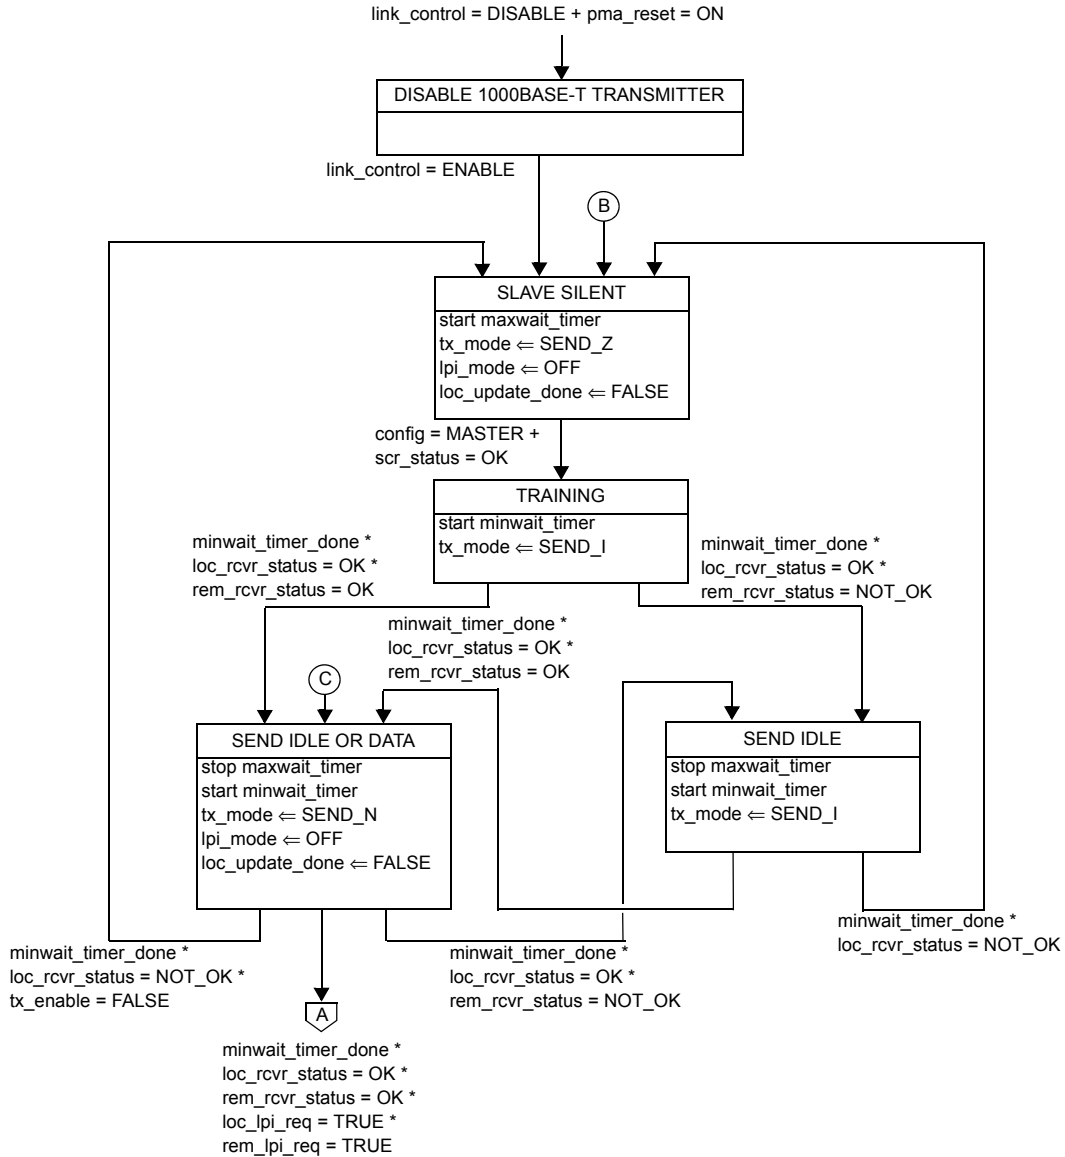 link_control = DISABLE + pma_reset = ON
DISABLE 1000BASE-T TRANSMITTER
link_control = ENABLE
B
SLAVE SILENT
start maxwait_timer
tx_mode ⇐ SEND_Z
lpi_mode ⇐ OFF
loc_update_done ⇐ FALSE
config = MASTER +
scr_status = OK
TRAINING
start minwait_timer
tx_mode ⇐ SEND_I
minwait_timer_done *
loc_rcvr_status = OK *
rem_rcvr_status = OK
minwait_timer_done *
loc_rcvr_status = OK *
rem_rcvr_status = NOT_OK
minwait_timer_done *
loc_rcvr_status = OK *
rem_rcvr_status = OK
C
SEND IDLE OR DATA
stop maxwait_timer
start minwait_timer
tx_mode ⇐ SEND_N
lpi_mode ⇐ OFF
loc_update_done ⇐ FALSE
SEND IDLE
stop maxwait_timer
start minwait_timer
tx_mode ⇐ SEND_I
minwait_timer_done *
loc_rcvr_status = NOT_OK *
tx_enable = FALSE
minwait_timer_done *
loc_rcvr_status = OK *
rem_rcvr_status = NOT_OK
minwait_timer_done *
loc_rcvr_status = NOT_OK
A
minwait_timer_done *
loc_rcvr_status = OK *
rem_rcvr_status = OK *
loc_lpi_req = TRUE *
rem_lpi_req = TRUE